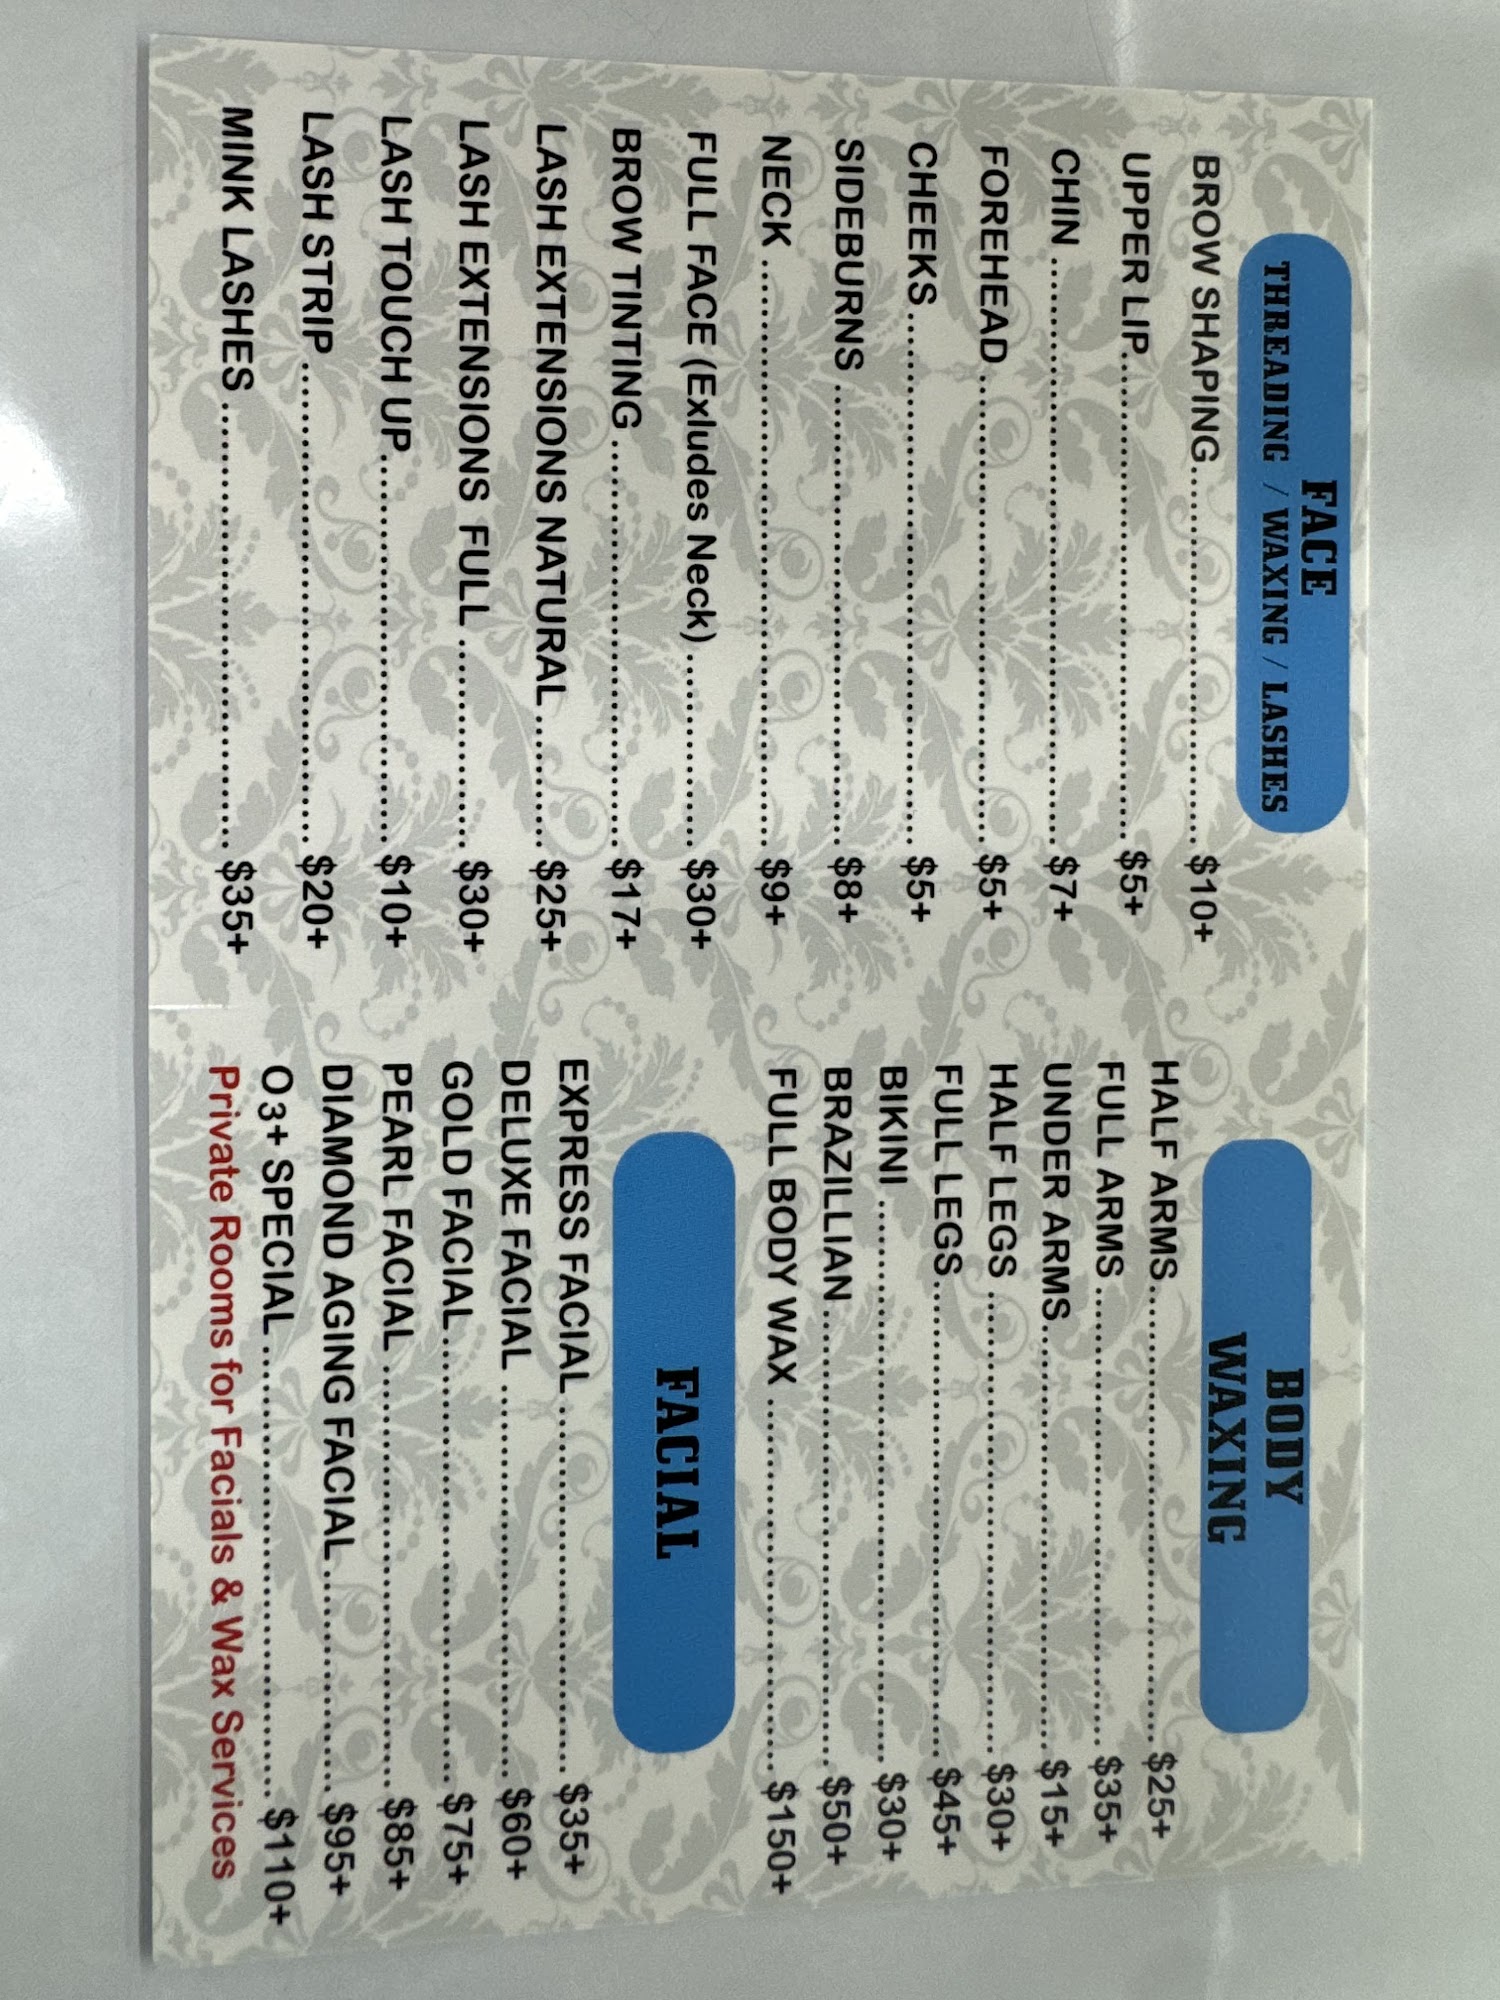 FACE
THREADING / WAXING / LASHES
BROW SHAPING........................................ $10+
UPPER LIP........................................ $5+
CHIN ........................................ $7+
FOREHEAD ........................................ $5+
CHEEKS........................................ $5+
SIDEBURNS ........................................ $8+
NECK ........................................ $9+
FULL FACE (Exludes Neck) .................... $30+
BROW TINTING ........................................ $17+
LASH EXTENSIONS NATURAL ............ $25+
LASH EXTENSIONS FULL .................... $30+
LASH TOUCH UP........................................ $10+
LASH STRIP ........................................ $20+
MINK LASHES ........................................ $35+
BODY
WAXING
HALF ARMS........................................ $25+
FULL ARMS ........................................ $35+
UNDER ARMS........................................ $15+
HALF LEGS ........................................ $30+
FULL LEGS ........................................ $45+
BIKINI ........................................ $30+
BRAZILLIAN ........................................ $50+
FULL BODY WAX ........................................ $150+
FACIAL
EXPRESS FACIAL ........................................ $35+
DELUXE FACIAL ........................................ $60+
GOLD FACIAL........................................ $75+
PEARL FACIAL ........................................ $85+
DIAMOND AGING FACIAL .................... $95+
O3+ SPECIAL ........................................ $110+
Private Rooms for Facials & Wax Services